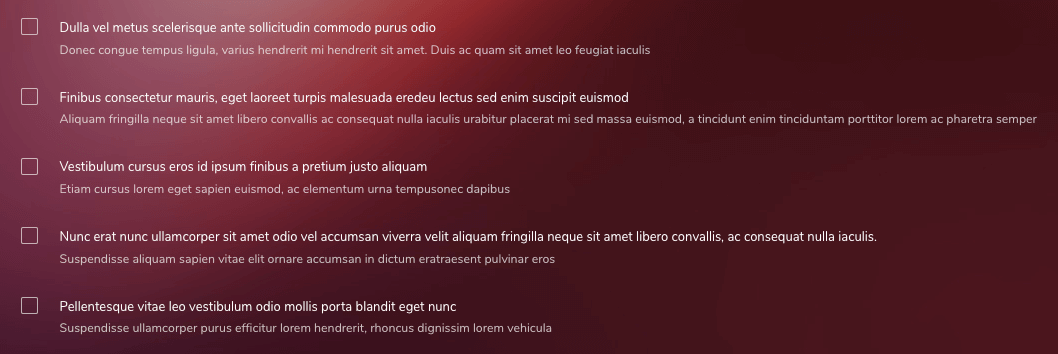 Dulla vel metus scelerisque ante sollicitudin commodo purus odio
Donec congue tempus ligula, varius hendrerit mi hendrerit sit amet. Duis ac quam sit amet leo feugiat iaculis
Finibus consectetur mauris, eget laoreet turpis malesuada eredeu lectus sed enim suscipit euismod
Aliquam fringilla neque sit amet libero convallis ac consequat nulla iaculis urabitur placerat mi sed massa euismod, a tincidunt enim tinciduntam porttitor lorem ac pharetra semper
Vestibulum cursus eros id ipsum finibus a pretium justo aliquam
Etiam cursus lorem eget sapien euismod, ac elementum urna tempusonec dapibus
Nunc erat nunc ullamcorper sit amet odio vel accumsan viverra velit aliquam fringilla neque sit amet libero convallis, ac consequat nulla iaculis.
Suspendisse aliquam sapien vitae elit ornare accumsan in dictum eratraesent pulvinar eros
Pellentesque vitae leo vestibulum odio mollis porta blandit eget nunc
Suspendisse ullamcorper purus efficitur lorem hendrerit, rhoncus dignissim lorem vehicula